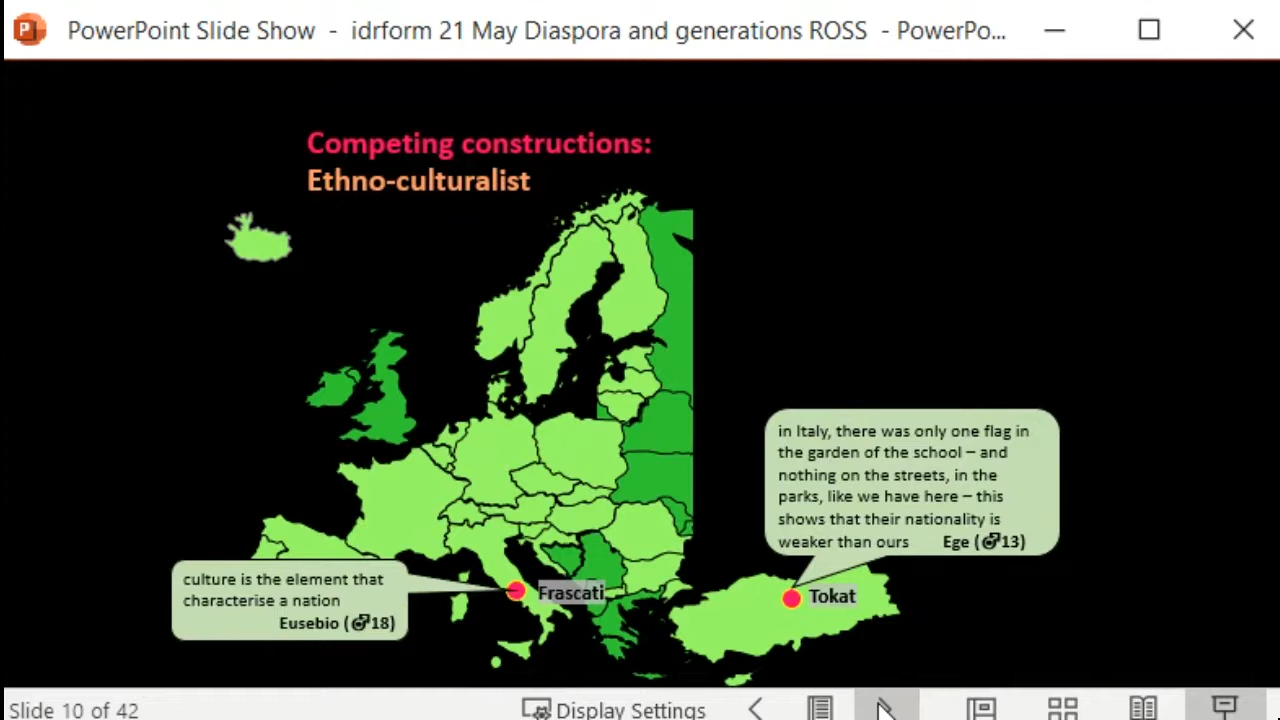 PowerPoint Slide Show - idrform 21 May Diaspora and generations ROSS - PowerPo...
Competing constructions:
Ethno-culturalist
in Italy, there was only one flag in
the garden of the school – and
nothing on the streets, in the
parks, like we have here – this
shows that their nationality is
weaker than ours Ege (⚣13)
Tokat
culture is the element that
characterise a nation
Eusebio (⚣18)
Frascati
Slide 10 of 42
Display Settings